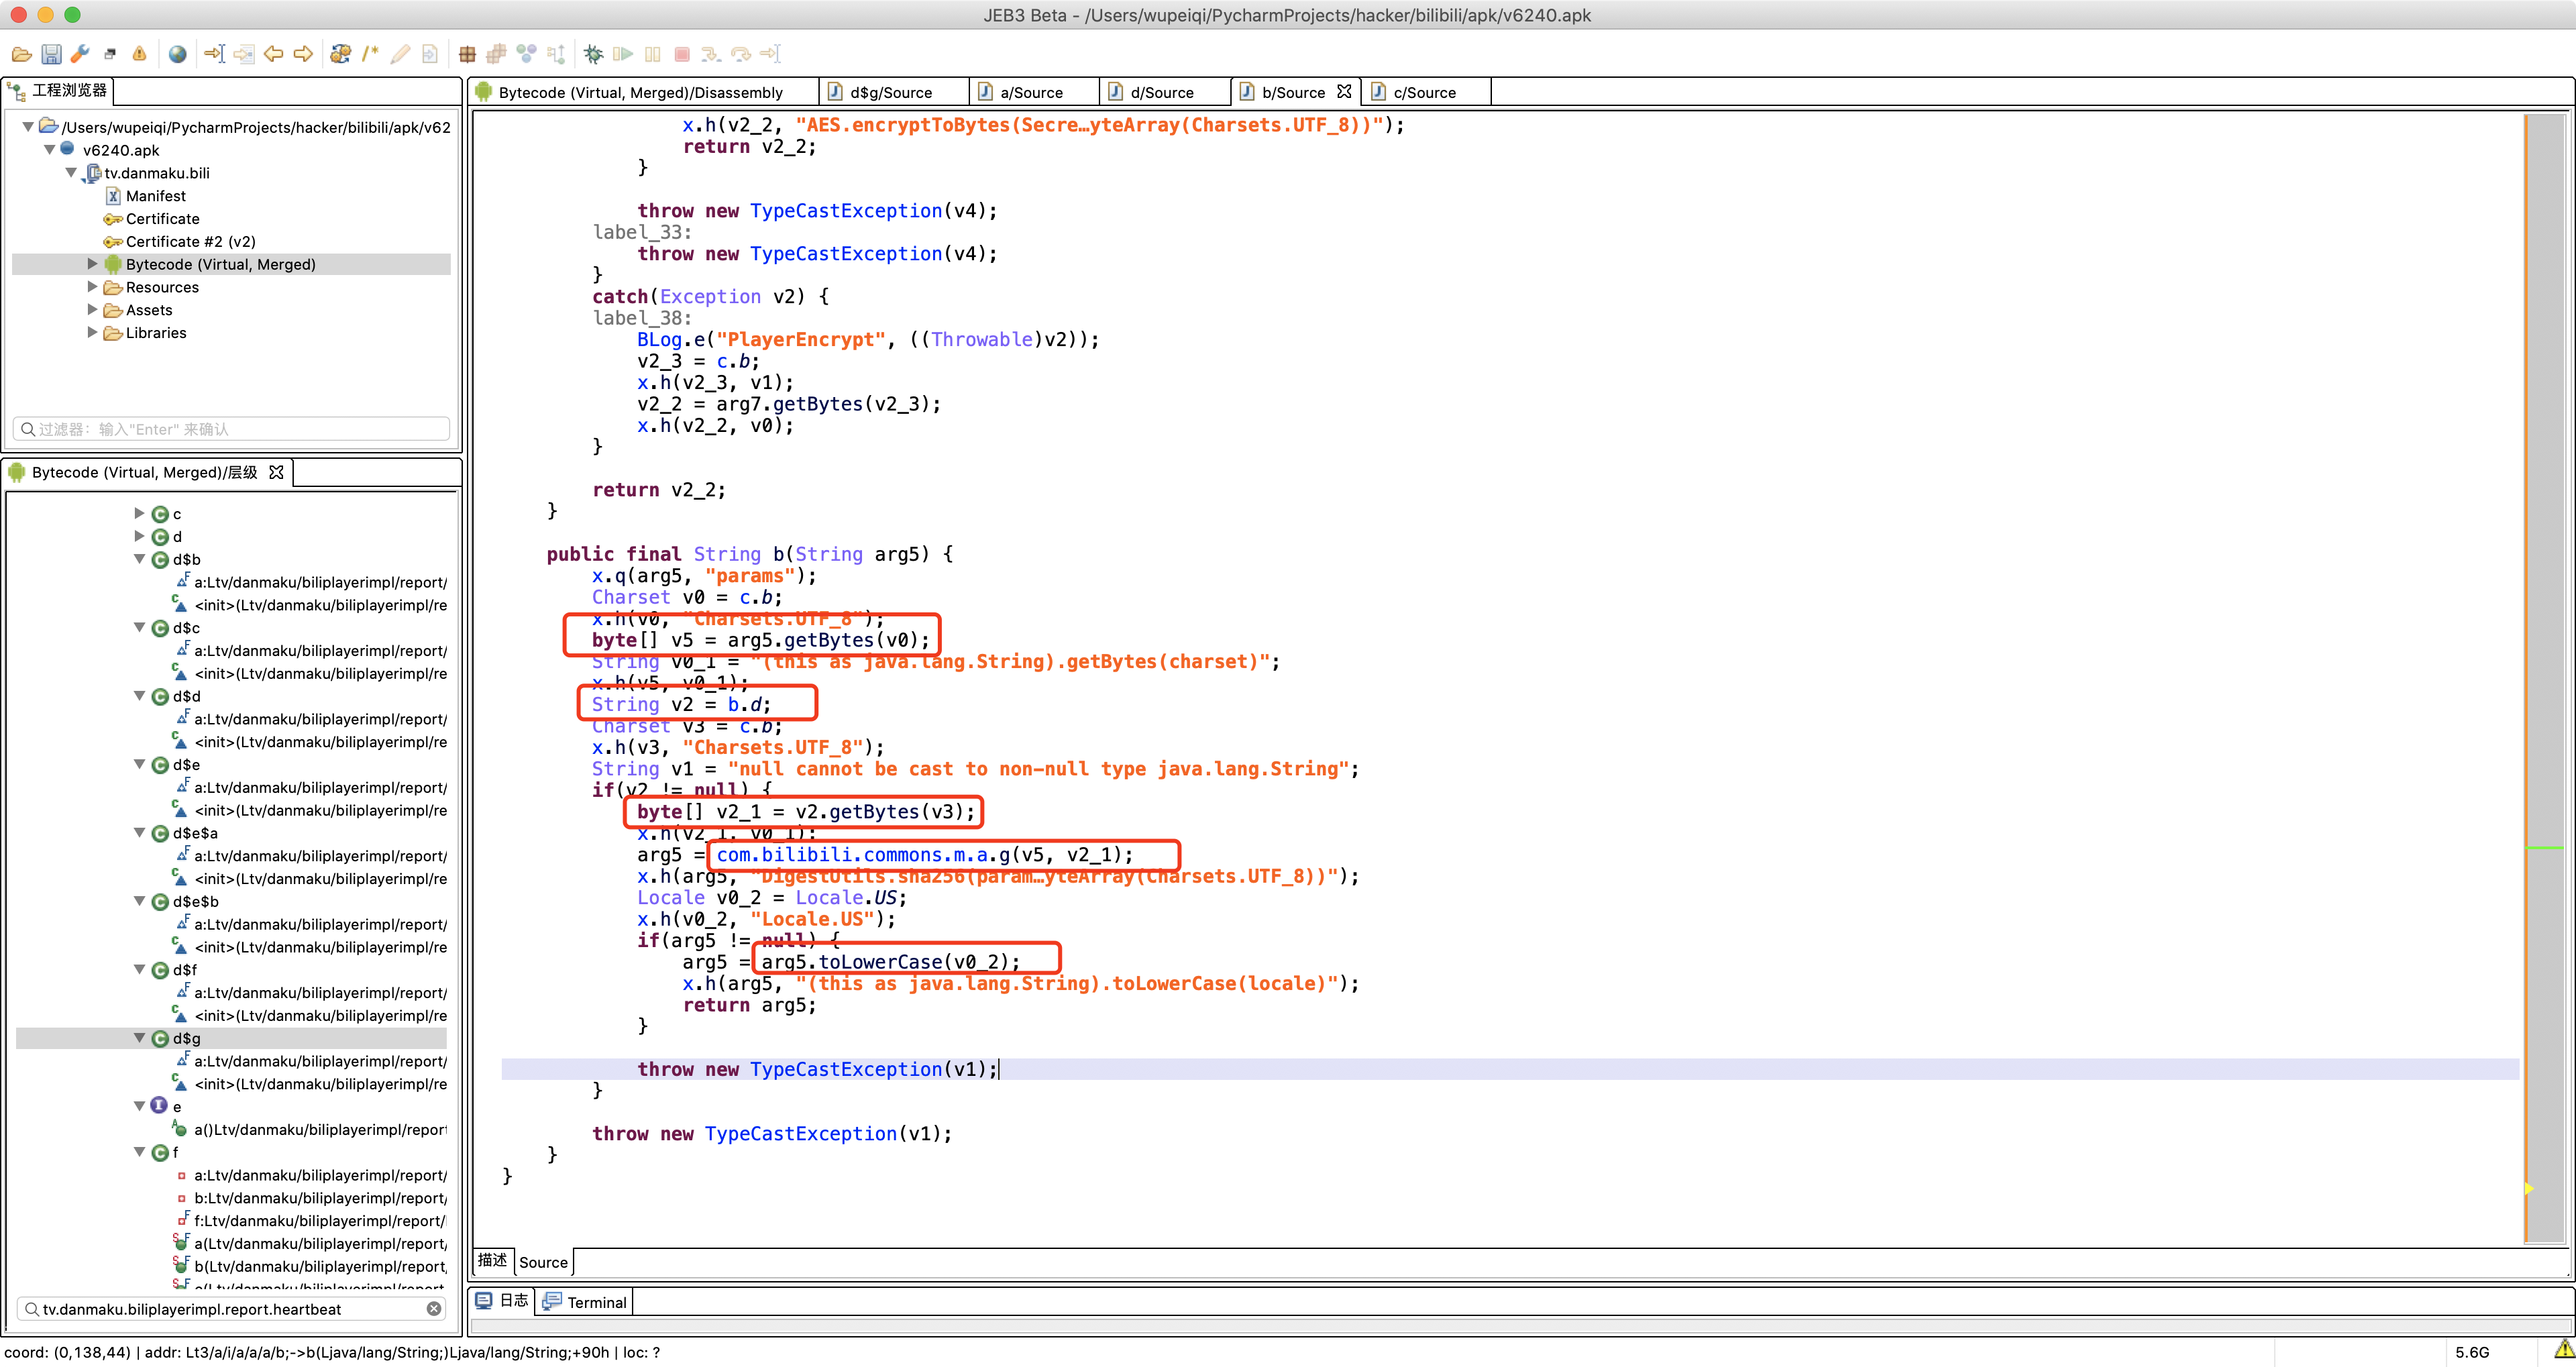 JEB3 Beta - /Users/wupeiqi/PycharmProjects/hacker/bilibili/apk/v6240.apk
工程浏览器
/Users/wupeiqi/PycharmProjects/hacker/bilibili/apk/v62
v6240.apk
tv.danmaku.bili
Manifest
Certificate
Certificate #2 (v2)
Bytecode (Virtual, Merged)
Resources
Assets
Libraries
过滤器：输入"Enter" 来确认
Bytecode (Virtual, Merged)/层级
c
d
d$b
a:Ltv/danmaku/biliplayerimpl/report/
<init>(Ltv/danmaku/biliplayerimpl/re
d$c
a:Ltv/danmaku/biliplayerimpl/report/
<init>(Ltv/danmaku/biliplayerimpl/re
d$d
a:Ltv/danmaku/biliplayerimpl/report/
<init>(Ltv/danmaku/biliplayerimpl/re
d$e
a:Ltv/danmaku/biliplayerimpl/report/
<init>(Ltv/danmaku/biliplayerimpl/re
d$e$a
a:Ltv/danmaku/biliplayerimpl/report/
<init>(Ltv/danmaku/biliplayerimpl/re
d$e$b
a:Ltv/danmaku/biliplayerimpl/report/
<init>(Ltv/danmaku/biliplayerimpl/re
d$f
a:Ltv/danmaku/biliplayerimpl/report/
<init>(Ltv/danmaku/biliplayerimpl/re
d$g
a:Ltv/danmaku/biliplayerimpl/report/
<init>(Ltv/danmaku/biliplayerimpl/re
e
a()Ltv/danmaku/biliplayerimpl/report
f
a:Ltv/danmaku/biliplayerimpl/report/
b:Ltv/danmaku/biliplayerimpl/report/
f:Ltv/danmaku/biliplayerimpl/report/
a(Ltv/danmaku/biliplayerimpl/report/
b(Ltv/danmaku/biliplayerimpl/report/
tv.danmaku.biliplayerimpl.report.heartbeat
Bytecode (Virtual, Merged)/Disassembly
d$g/Source
a/Source
d/Source
b/Source
c/Source
x.h(v2_2, "AES.encryptToBytes(Secre…yteArray(Charsets.UTF_8))");
return v2_2;
}
throw new TypeCastException(v4);
label_33:
throw new TypeCastException(v4);
}
catch(Exception v2) {
label_38:
BLog.e("PlayerEncrypt", ((Throwable)v2));
v2_3 = c.b;
x.h(v2_3, v1);
v2_2 = arg7.getBytes(v2_3);
x.h(v2_2, v0);
}
return v2_2;
}
public final String b(String arg5) {
x.q(arg5, "params");
Charset v0 = c.b;
x.h(v0, "Charsets.UTF_8");
byte[] v5 = arg5.getBytes(v0);
String v0_1 = "(this as java.lang.String).getBytes(charset)";
x.h(v5, v0_1);
String v2 = b.d;
Charset v3 = c.b;
x.h(v3, "Charsets.UTF_8");
String v1 = "null cannot be cast to non-null type java.lang.String";
if(v2 != null) {
byte[] v2_1 = v2.getBytes(v3);
x.h(v2_1, v0_1);
arg5 = com.bilibili.commons.m.a.g(v5, v2_1);
x.h(arg5, "DigestUtils.sha256(param…yteArray(Charsets.UTF_8))");
Locale v0_2 = Locale.US;
x.h(v0_2, "Locale.US");
if(arg5 != null) {
arg5 = arg5.toLowerCase(v0_2);
x.h(arg5, "(this as java.lang.String).toLowerCase(locale)");
return arg5;
}
throw new TypeCastException(v1);
}
throw new TypeCastException(v1);
}
}
描述
Source
日志
Terminal
coord: (0,138,44) | addr: Lt3/a/i/a/a/a/b;->b(Ljava/lang/String;)Ljava/lang/String;+90h | loc: ?
5.6G